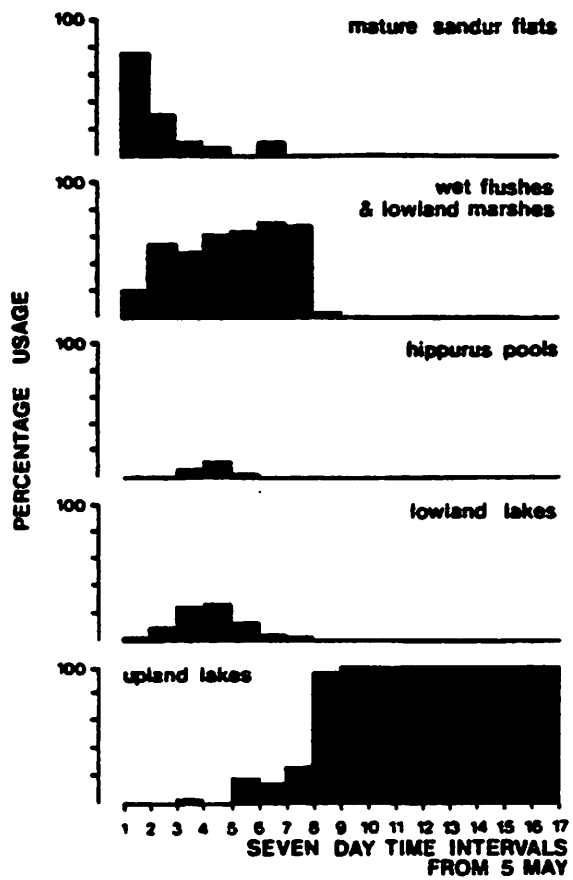 100
mature sandur flats
100
wet flushes
& lowland marshes
100
hippurus pools
100
lowland lakes
100
upland lakes
PERCENTAGE USAGE
1 2 3 4 5 6 7 8 9 10 11 12 13 14 15 16 17
SEVEN DAY TIME INTERVALS
FROM 5 MAY